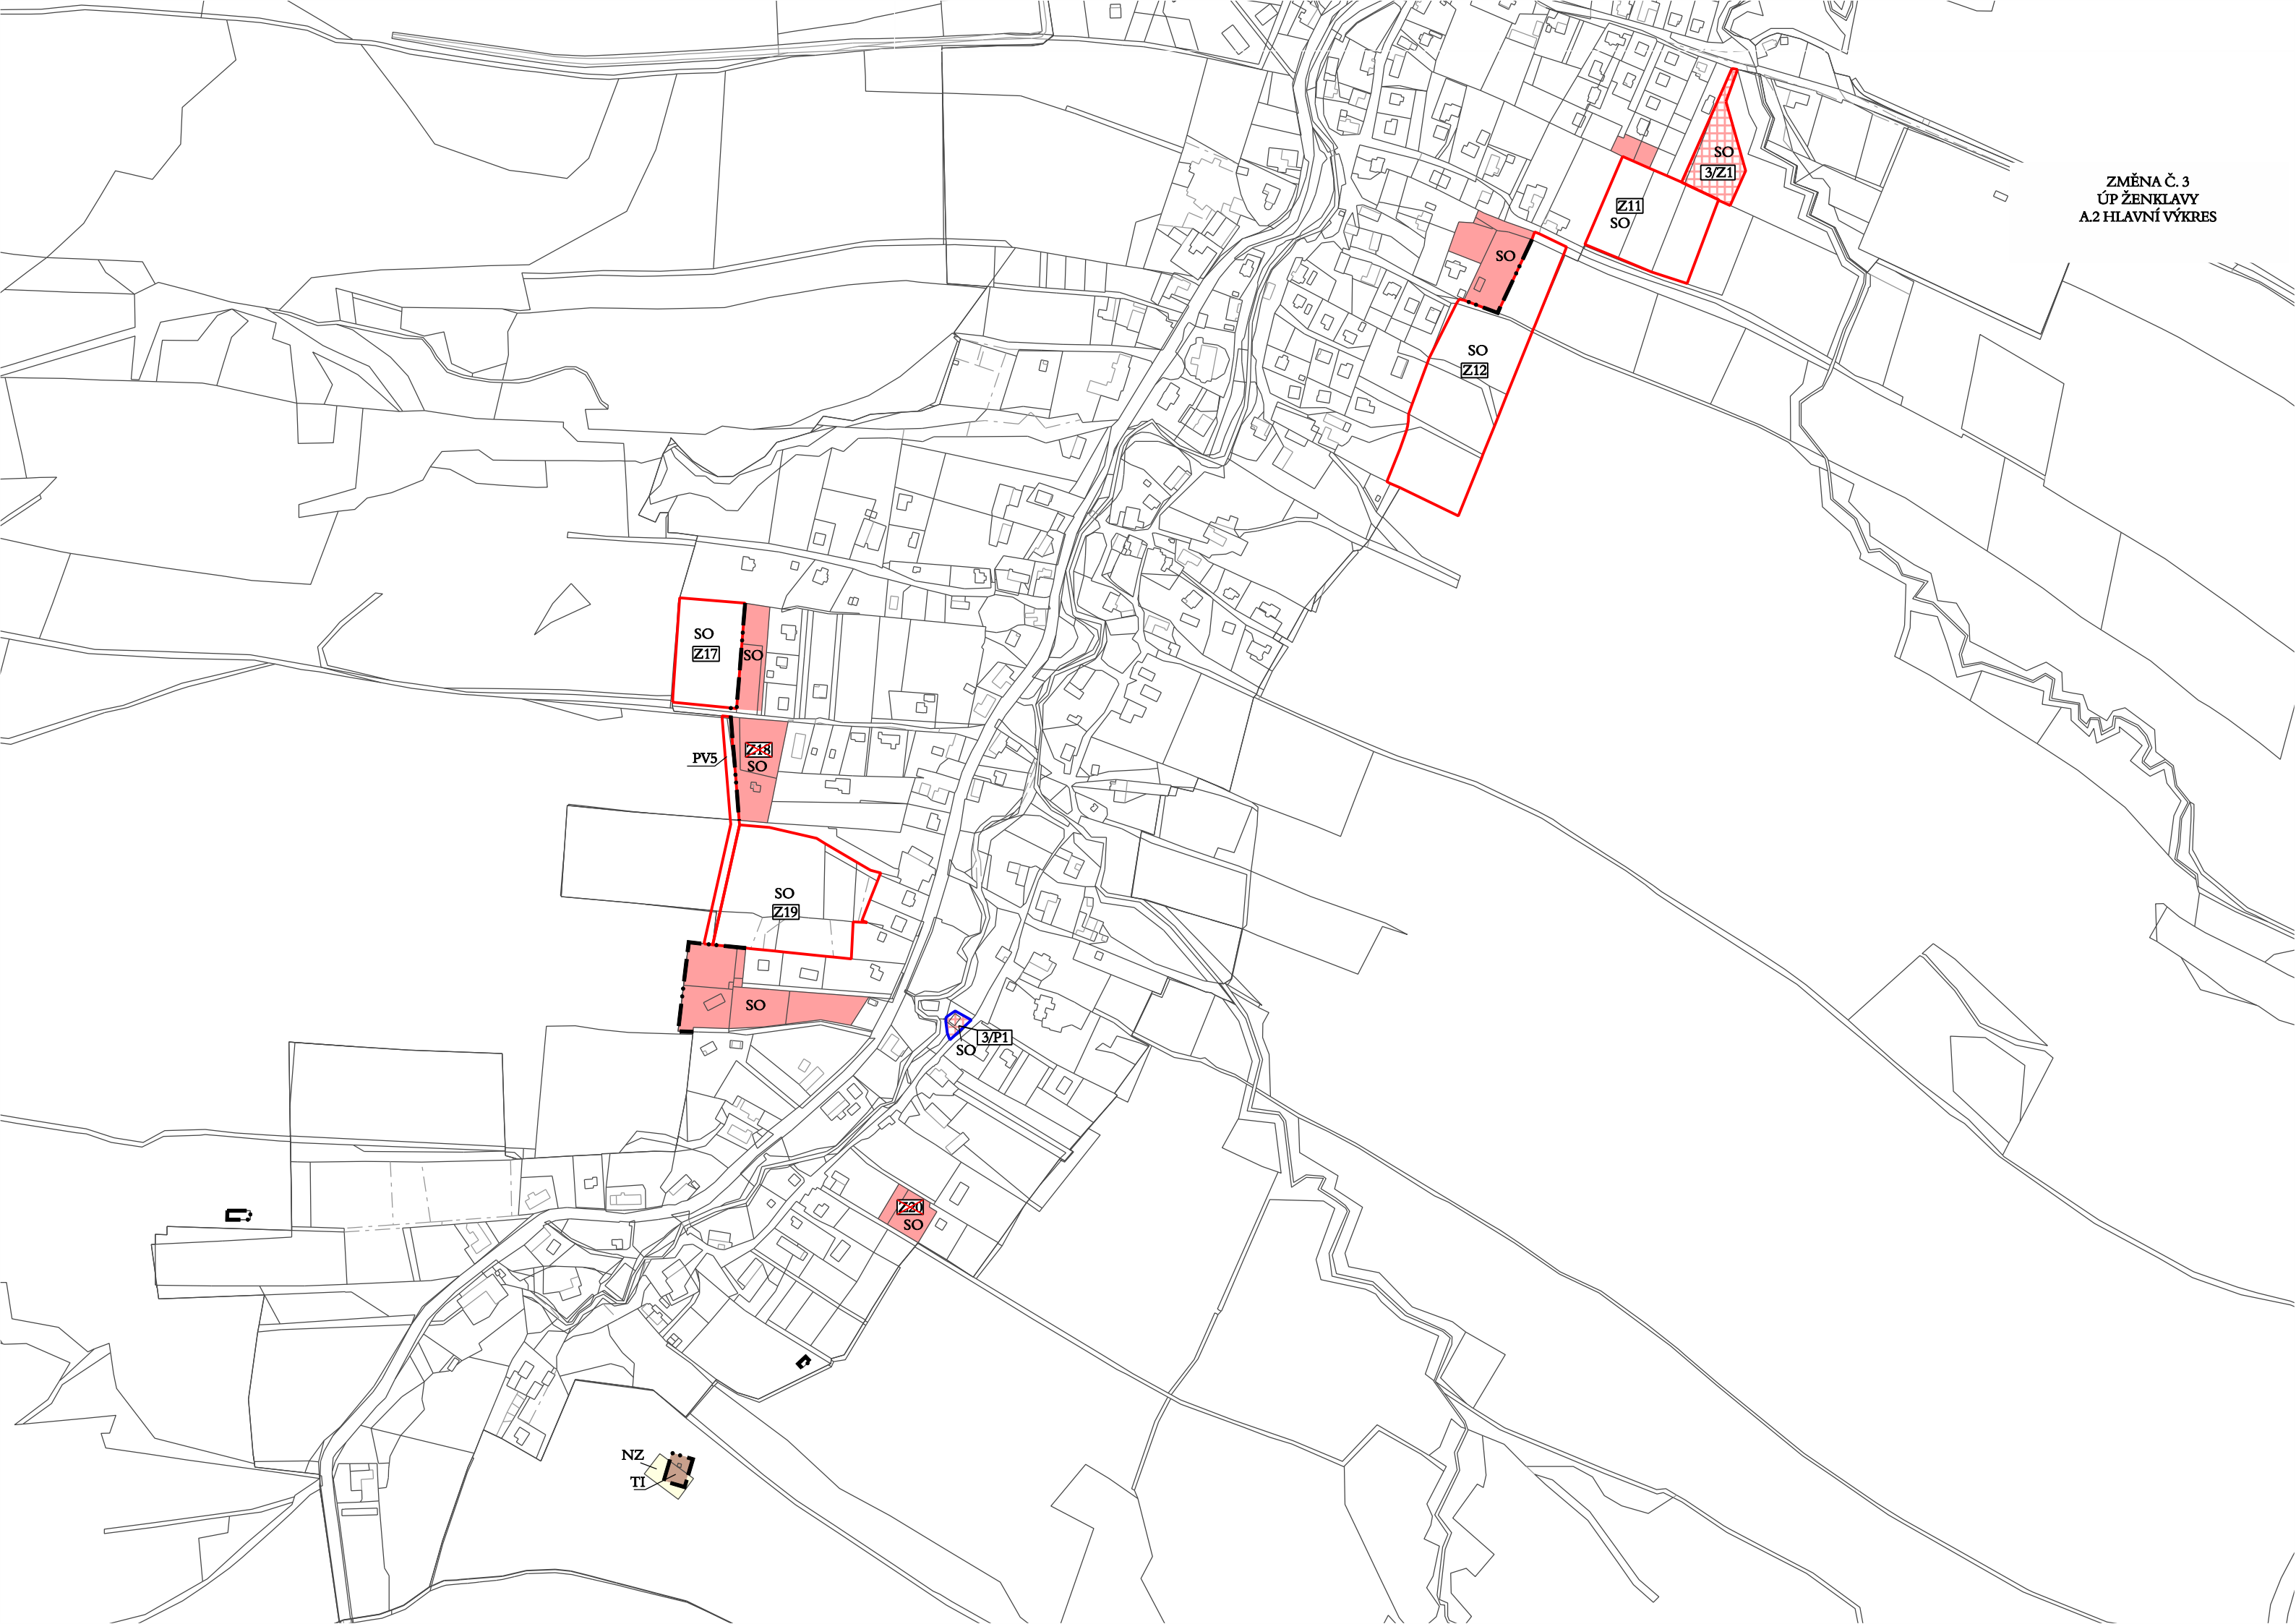 ZMĚNA Č. 3
ÚP ŽENKLAVY
A.2 HLAVNÍ VÝKRES
SO
3/Z1
Z11
SO
SO
SO
Z12
SO
Z17
SO
PV5
Z18
SO
SO
Z19
SO
3/P1
SO
Z20
SO
NZ
TI